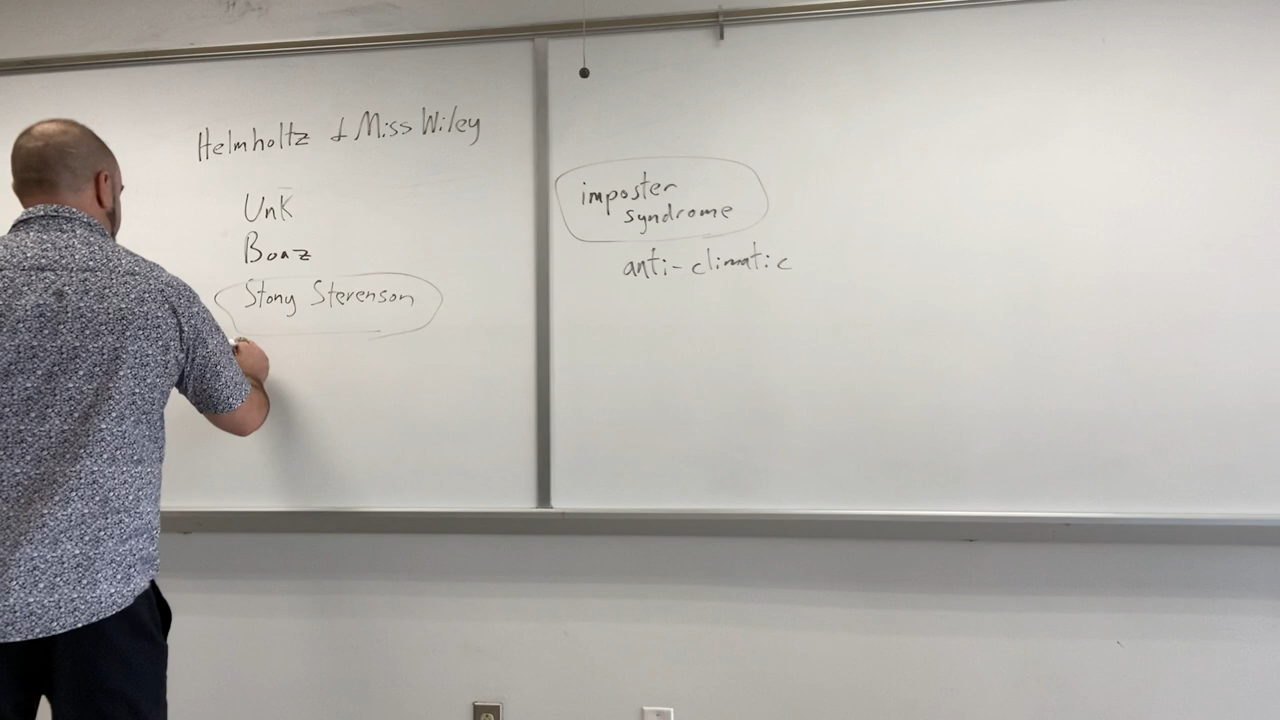 Helmholtz & Miss Wiley
Unk
Boaz
Stony Stevenson
imposter
syndrome
anti-climatic